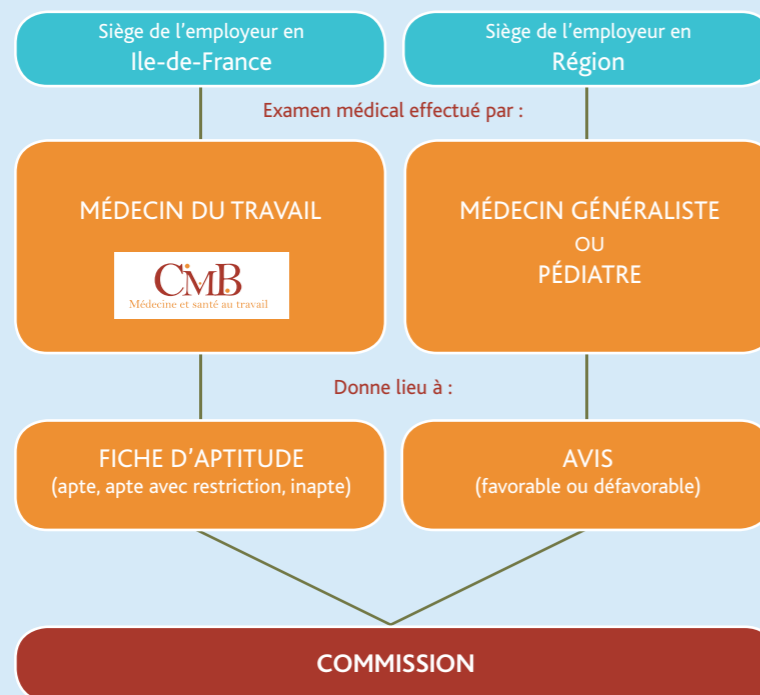 Siège de l'employeur en
Ile-de-France
Siège de l'employeur en
Région
Examen médical effectué par :
MÉDECIN DU TRAVAIL
CMB
Médecine et santé au travail
MÉDECIN GÉNÉRALISTE
OU
PÉDIATRE
Donne lieu à :
FICHE D'APTITUDE
(apte, apte avec restriction, inapte)
AVIS
(favorable ou défavorable)
COMMISSION